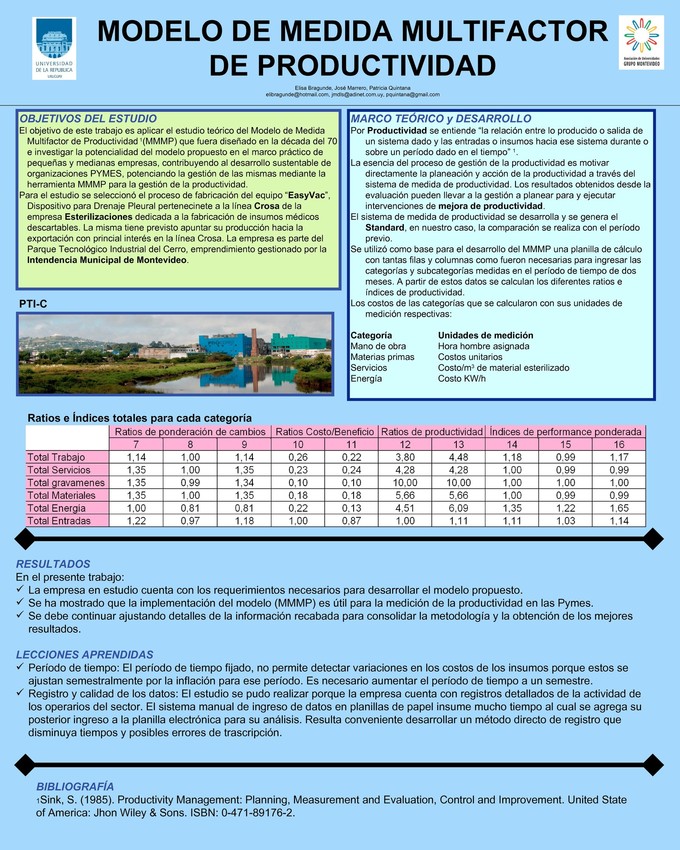 MODELO DE MEDIDA MULTIFACTOR
DE PRODUCTIVIDAD
UNIVERSIDAD
DE LA REPUBLICA
URUGUAY
Asociación de Universidades
GRUPO MONTEVIDEO
Elisa Bragunde, José Marrero, Patricia Quintana
elibragunde@hotmail.com, jmdls@adinet.com.uy, pquintana@gmail.com
OBJETIVOS DEL ESTUDIO
El objetivo de este trabajo es aplicar el estudio teórico del Modelo de Medida
Multifactor de Productividad ¹(MMMP) que fuera diseñado en la década del 70
e investigar la potencialidad del modelo propuesto en el marco práctico de
pequeñas y medianas empresas, contribuyendo al desarrollo sustentable de
organizaciones PYMES, potenciando la gestión de las mismas mediante la
herramienta MMMP para la gestión de la productividad.
Para el estudio se seleccionó el proceso de fabricación del equipo “EasyVac”,
Dispositivo para Drenaje Pleural pertenecinete a la línea Crosa de la
empresa Esterilizaciones dedicada a la fabricación de insumos médicos
descartables. La misma tiene previsto apuntar su producción hacia la
exportación con princial interés en la línea Crosa. La empresa es parte del
Parque Tecnológico Industrial del Cerro, emprendimiento gestionado por la
Intendencia Municipal de Montevideo.
PTI-C
MARCO TEÓRICO y DESARROLLO
Por Productividad se entiende “la relación entre lo producido o salida de
un sistema dado y las entradas o insumos hacia ese sistema durante o
sobre un período dado en el tiempo” ¹.
La esencia del proceso de gestión de la productividad es motivar
directamente la planeación y acción de la productividad a través del
sistema de medida de productividad. Los resultados obtenidos desde la
evaluación pueden llevar a la gestión a planear para y ejecutar
intervenciones de mejora de productividad.
El sistema de medida de productividad se desarrolla y se genera el
Standard, en nuestro caso, la comparación se realiza con el período
previo.
Se utilizó como base para el desarrollo del MMMP una planilla de cálculo
con tantas filas y columnas como fueron necesarias para ingresar las
categorías y subcategorías medidas en el período de tiempo de dos
meses. A partir de estos datos se calculan los diferentes ratios e
índices de productividad.
Los costos de las categorías que se calcularon con sus unidades de
medición respectivas:
Categoría Unidades de medición
Mano de obra Hora hombre asignada
Materias primas Costos unitarios
Servicios Costo/m³ de material esterilizado
Energía Costo KW/h
Ratios e Índices totales para cada categoría
Ratios de ponderación de cambios Ratios Costo/Beneficio Ratios de productividad Índices de performance ponderada
7 8 9 10 11 12 13 14 15 16
Total Trabajo 1,14 1,00 1,14 0,26 0,22 3,80 4,48 1,18 0,99 1,17
Total Servicios 1,35 1,00 1,35 0,23 0,24 4,28 4,28 1,00 0,99 0,99
Total gravamenes 1,35 0,99 1,34 0,10 0,10 10,00 10,00 1,00 1,00 1,00
Total Materiales 1,35 1,00 1,35 0,18 0,18 5,66 5,66 1,00 0,99 0,99
Total Energia 1,00 0,81 0,81 0,22 0,13 4,51 6,09 1,35 1,22 1,65
Total Entradas 1,22 0,97 1,18 1,00 0,87 1,00 1,11 1,11 1,03 1,14
RESULTADOS
En el presente trabajo:
✓ La empresa en estudio cuenta con los requerimientos necesarios para desarrollar el modelo propuesto.
✓ Se ha mostrado que la implementación del modelo (MMMP) es útil para la medición de la productividad en las Pymes.
✓ Se debe continuar ajustando detalles de la información recabada para consolidar la metodología y la obtención de los mejores
resultados.
LECCIONES APRENDIDAS
✓ Período de tiempo: El período de tiempo fijado, no permite detectar variaciones en los costos de los insumos porque estos se
ajustan semestralmente por la inflación para ese período. Es necesario aumentar el período de tiempo a un semestre.
✓ Registro y calidad de los datos: El estudio se pudo realizar porque la empresa cuenta con registros detallados de la actividad de
los operarios del sector. El sistema manual de ingreso de datos en planillas de papel insume mucho tiempo al cual se agrega su
posterior ingreso a la planilla electrónica para su análisis. Resulta conveniente desarrollar un método directo de registro que
disminuya tiempos y posibles errores de trascripción.
BIBLIOGRAFÍA
¹Sink, S. (1985). Productivity Management: Planning, Measurement and Evaluation, Control and Improvement. United State
of America: Jhon Wiley & Sons. ISBN: 0-471-89176-2.